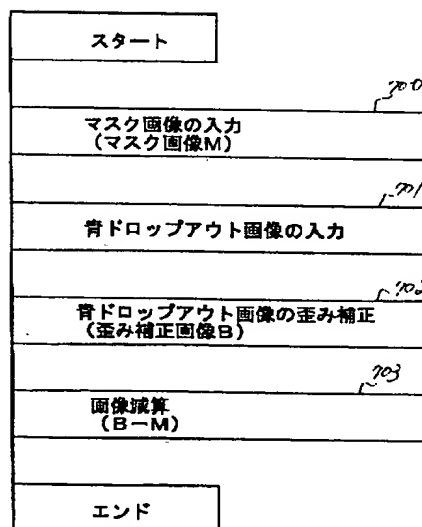 スタート
700
マスク画像の入力
(マスク画像M)
701
青ドロップアウト画像の入力
702
青ドロップアウト画像の歪み補正
(歪み補正画像B)
703
画像減算
(B-M)
エンド